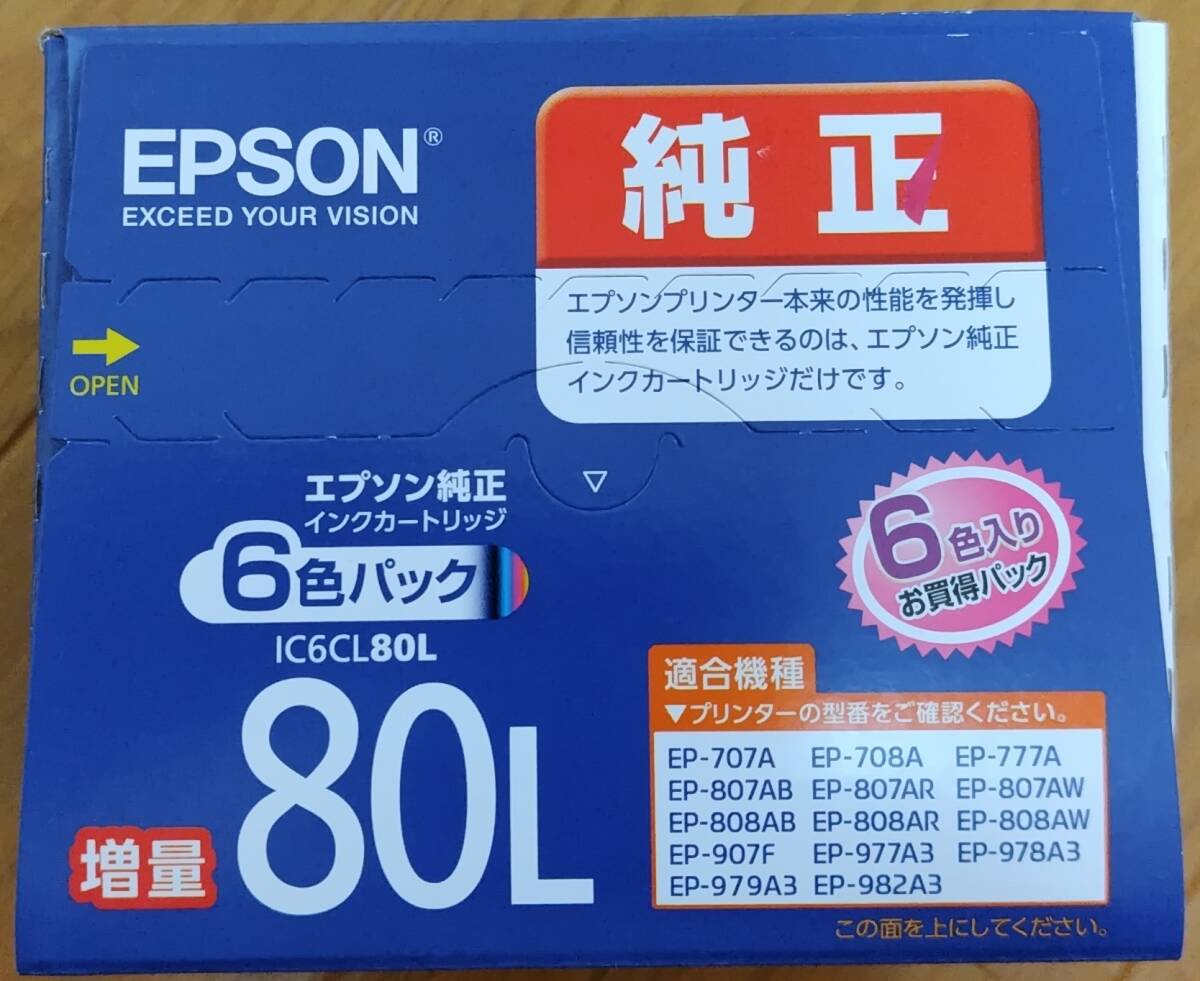 EPSON®
EXCEED YOUR VISION
純正
エプソンプリンター本来の性能を発揮し
信頼性を保証できるのは、エプソン純正
インクカートリッジだけです。
OPEN
エプソン純正
インクカートリッジ
6色パック
IC6CL80L
増量
80L
6色入り
お買得パック
適合機種
▼プリンターの型番をご確認ください。
EP-707A EP-708A EP-777A
EP-807AB EP-807AR EP-807AW
EP-808AB EP-808AR EP-808AW
EP-907F EP-977A3 EP-978A3
EP-979A3 EP-982A3
この面を上にしてください。